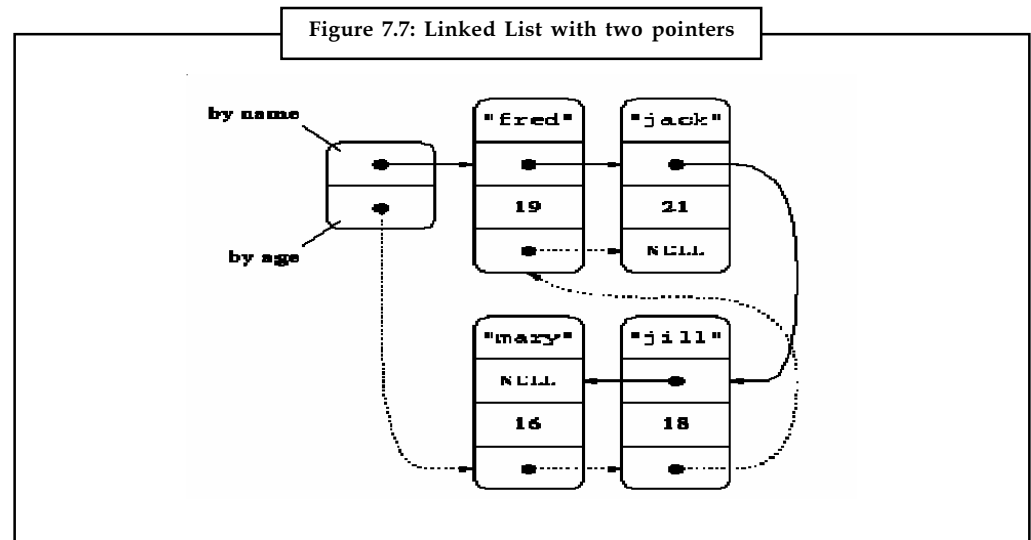 Figure 7.7: Linked List with two pointers
by name
"fred" "jack"
19 21
NULL
by age
"mary" "jill"
NULL
16 18